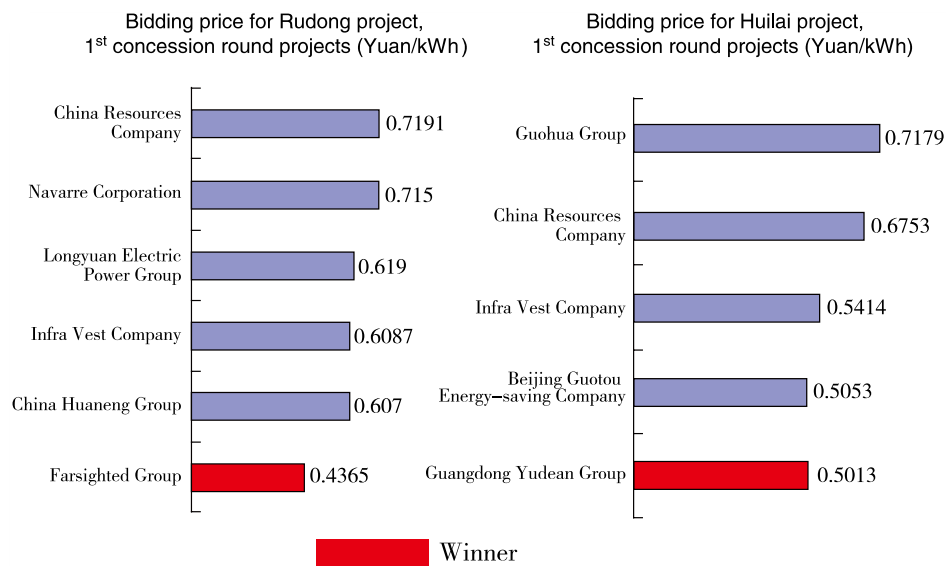 Bidding price for Rudong project,
1st concession round projects (Yuan/kWh)
China Resources
Company
0.7191
Navarre Corporation
0.715
Longyuan Electric
Power Group
0.619
Infra Vest Company
0.6087
China Huaneng Group
0.607
Farsighted Group
0.4365
Bidding price for Huilai project,
1st concession round projects (Yuan/kWh)
Guohua Group
0.7179
China Resources
Company
0.6753
Infra Vest Company
0.5414
Beijing Guotou
Energy–saving Company
0.5053
Guangdong Yudean Group
0.5013
Winner